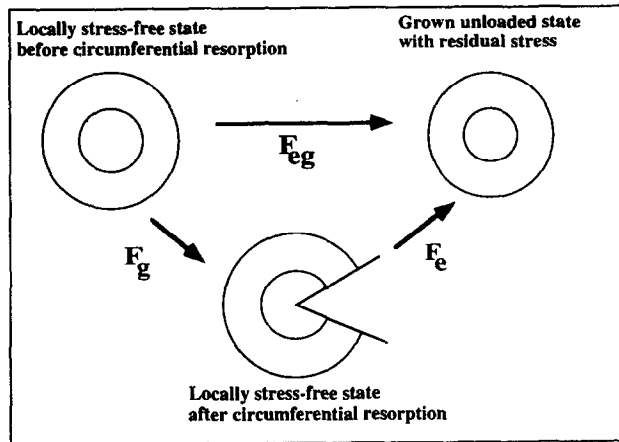 Locally stress-free state
before circumferential resorption
Grown unloaded state
with residual stress
F_eg
F_g
F_e
Locally stress-free state
after circumferential resorption